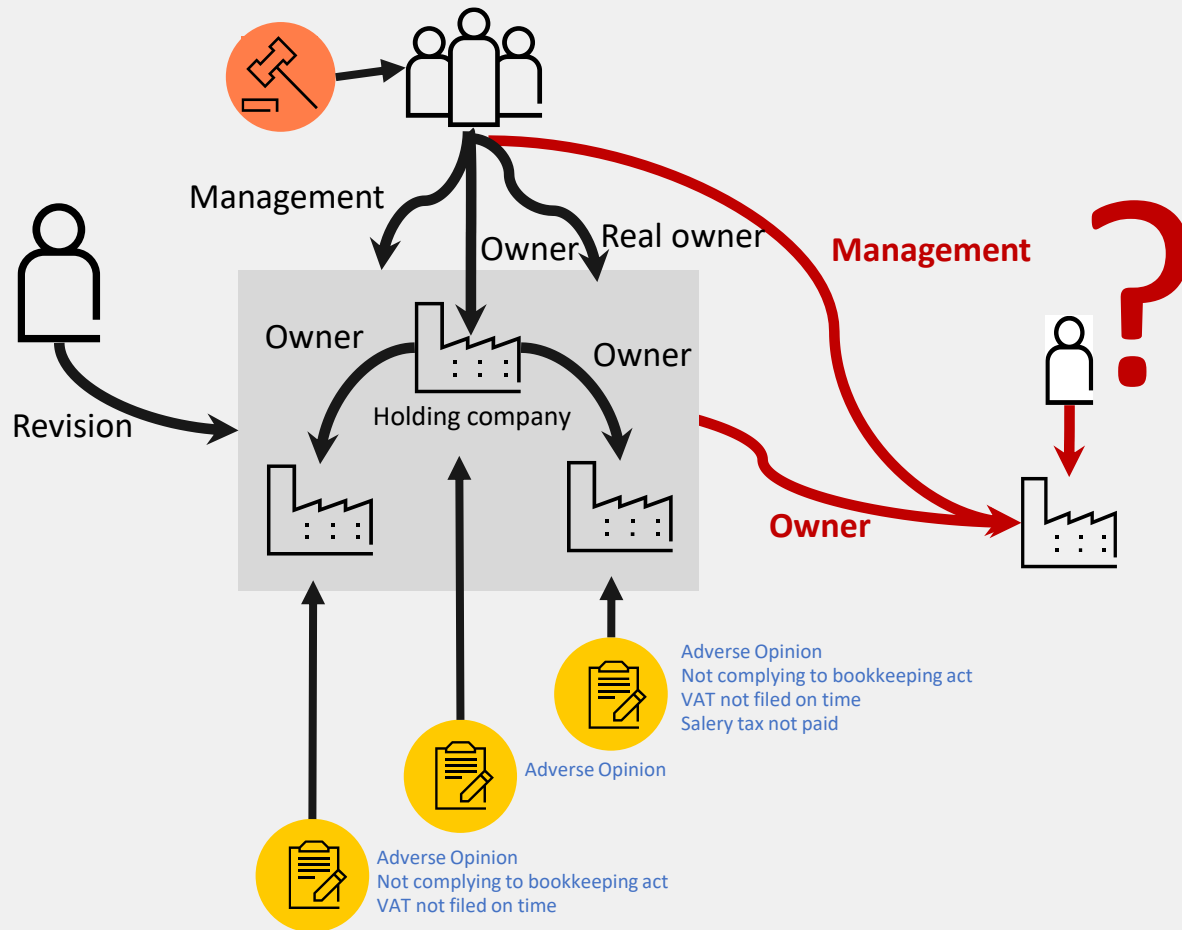 Management
Real owner
Owner
Management
?
Owner
Owner
Holding company
Revision
Owner
Adverse Opinion
Not complying to bookkeeping act
VAT not filed on time
Salery tax not paid
Adverse Opinion
Adverse Opinion
Not complying to bookkeeping act
VAT not filed on time